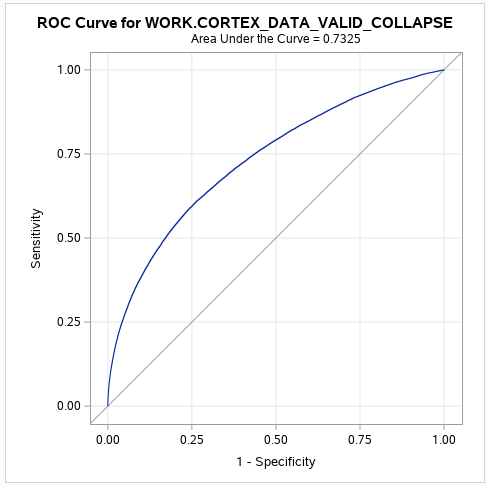 ROC Curve for WORK.CORTEX_DATA_VALID_COLLAPSE
Area Under the Curve = 0.7325
1.00
0.75
Sensitivity
0.50
0.25
0.00
0.00 0.25 0.50 0.75 1.00
1 - Specificity